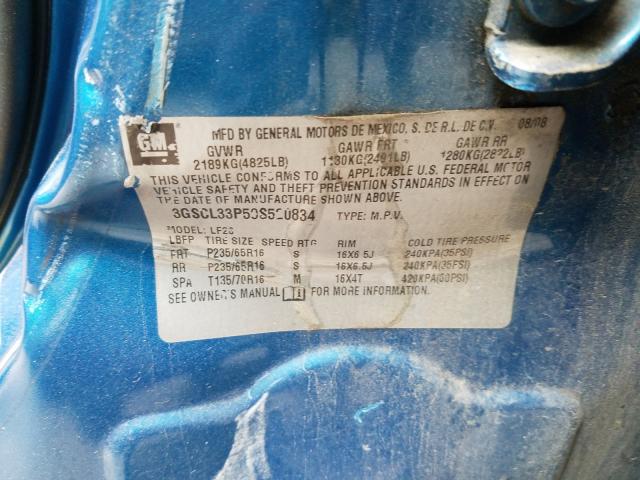 GM
MFD BY GENERAL MOTORS DE MEXICO, S. DE R.L. DE C.V. 08/08
GVWR GAWR FRT GAWR RR
2189KG(4825LB) 1130KG(2491LB) 1280KG(2822LB)
THIS VEHICLE CONFORMS TO ALL APPLICABLE U.S. FEDERAL MOTOR
VEHICLE SAFETY AND THEFT PREVENTION STANDARDS IN EFFECT ON
THE DATE OF MANUFACTURE SHOWN ABOVE.
TYPE: M.P.V.
MODEL:
LBFP TIRE SIZE SPEED RTG RIM COLD TIRE PRESSURE
FRT P235/65R16 S 16X6.5J 240KPA(35PSI)
RR P235/65R16 S 16X6.5J 240KPA(35PSI)
SPA T135/70R16 M 16X4T 420KPA(60PSI)
SEE OWNER'S MANUAL FOR MORE INFORMATION.